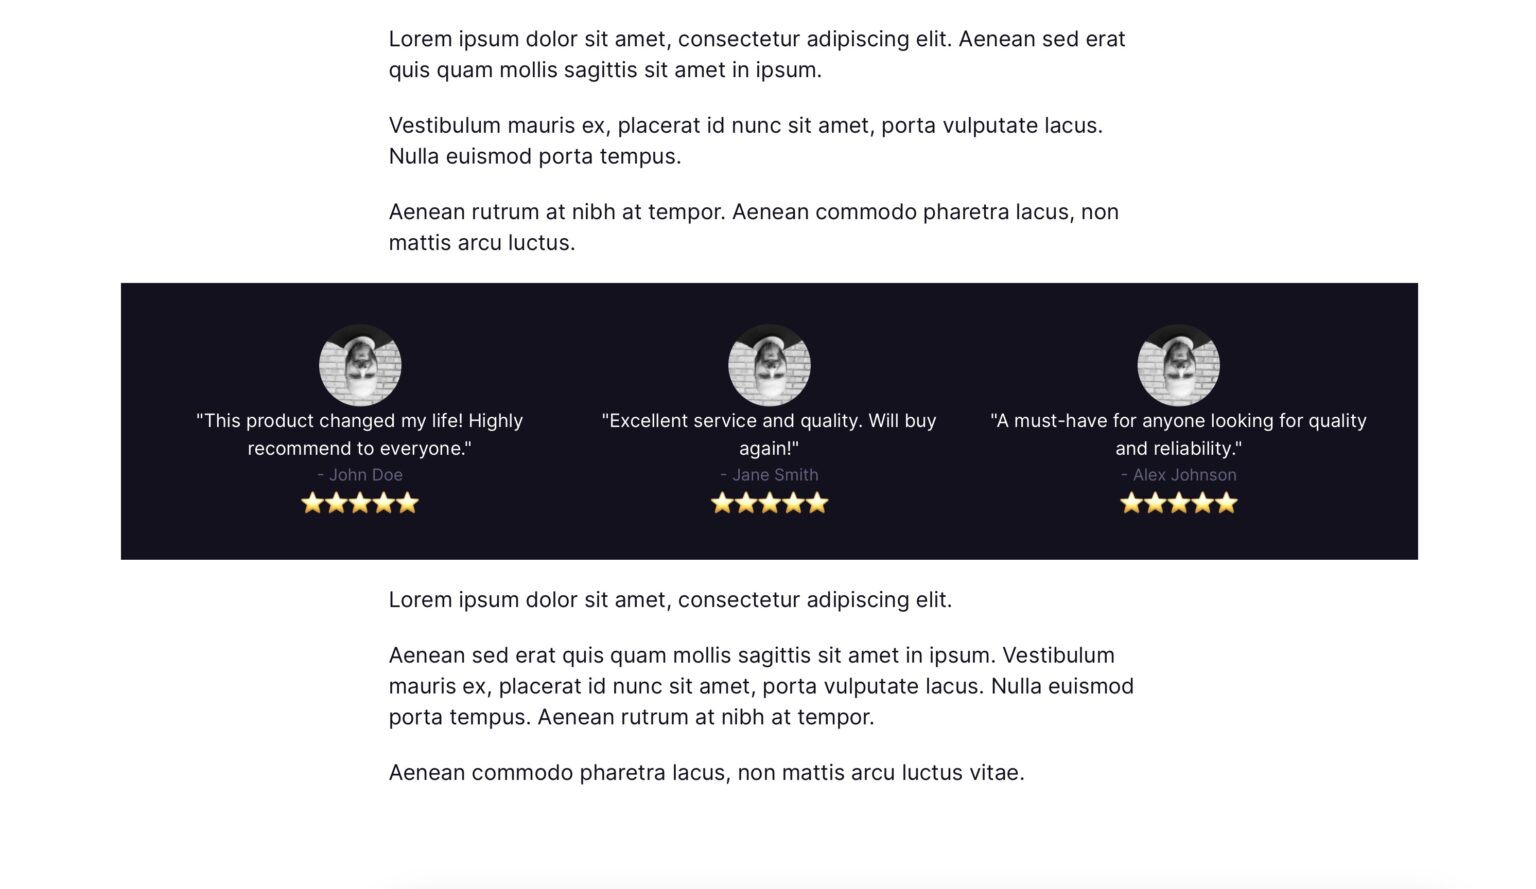 Lorem ipsum dolor sit amet, consectetur adipiscing elit. Aenean sed erat
quis quam mollis sagittis sit amet in ipsum.
Vestibulum mauris ex, placerat id nunc sit amet, porta vulputate lacus.
Nulla euismod porta tempus.
Aenean rutrum at nibh at tempor. Aenean commodo pharetra lacus, non
mattis arcu luctus.
"This product changed my life! Highly
recommend to everyone."
- John Doe
"Excellent service and quality. Will buy
again!"
- Jane Smith
"A must-have for anyone looking for quality
and reliability."
- Alex Johnson
Lorem ipsum dolor sit amet, consectetur adipiscing elit.
Aenean sed erat quis quam mollis sagittis sit amet in ipsum. Vestibulum
mauris ex, placerat id nunc sit amet, porta vulputate lacus. Nulla euismod
porta tempus. Aenean rutrum at nibh at tempor.
Aenean commodo pharetra lacus, non mattis arcu luctus vitae.